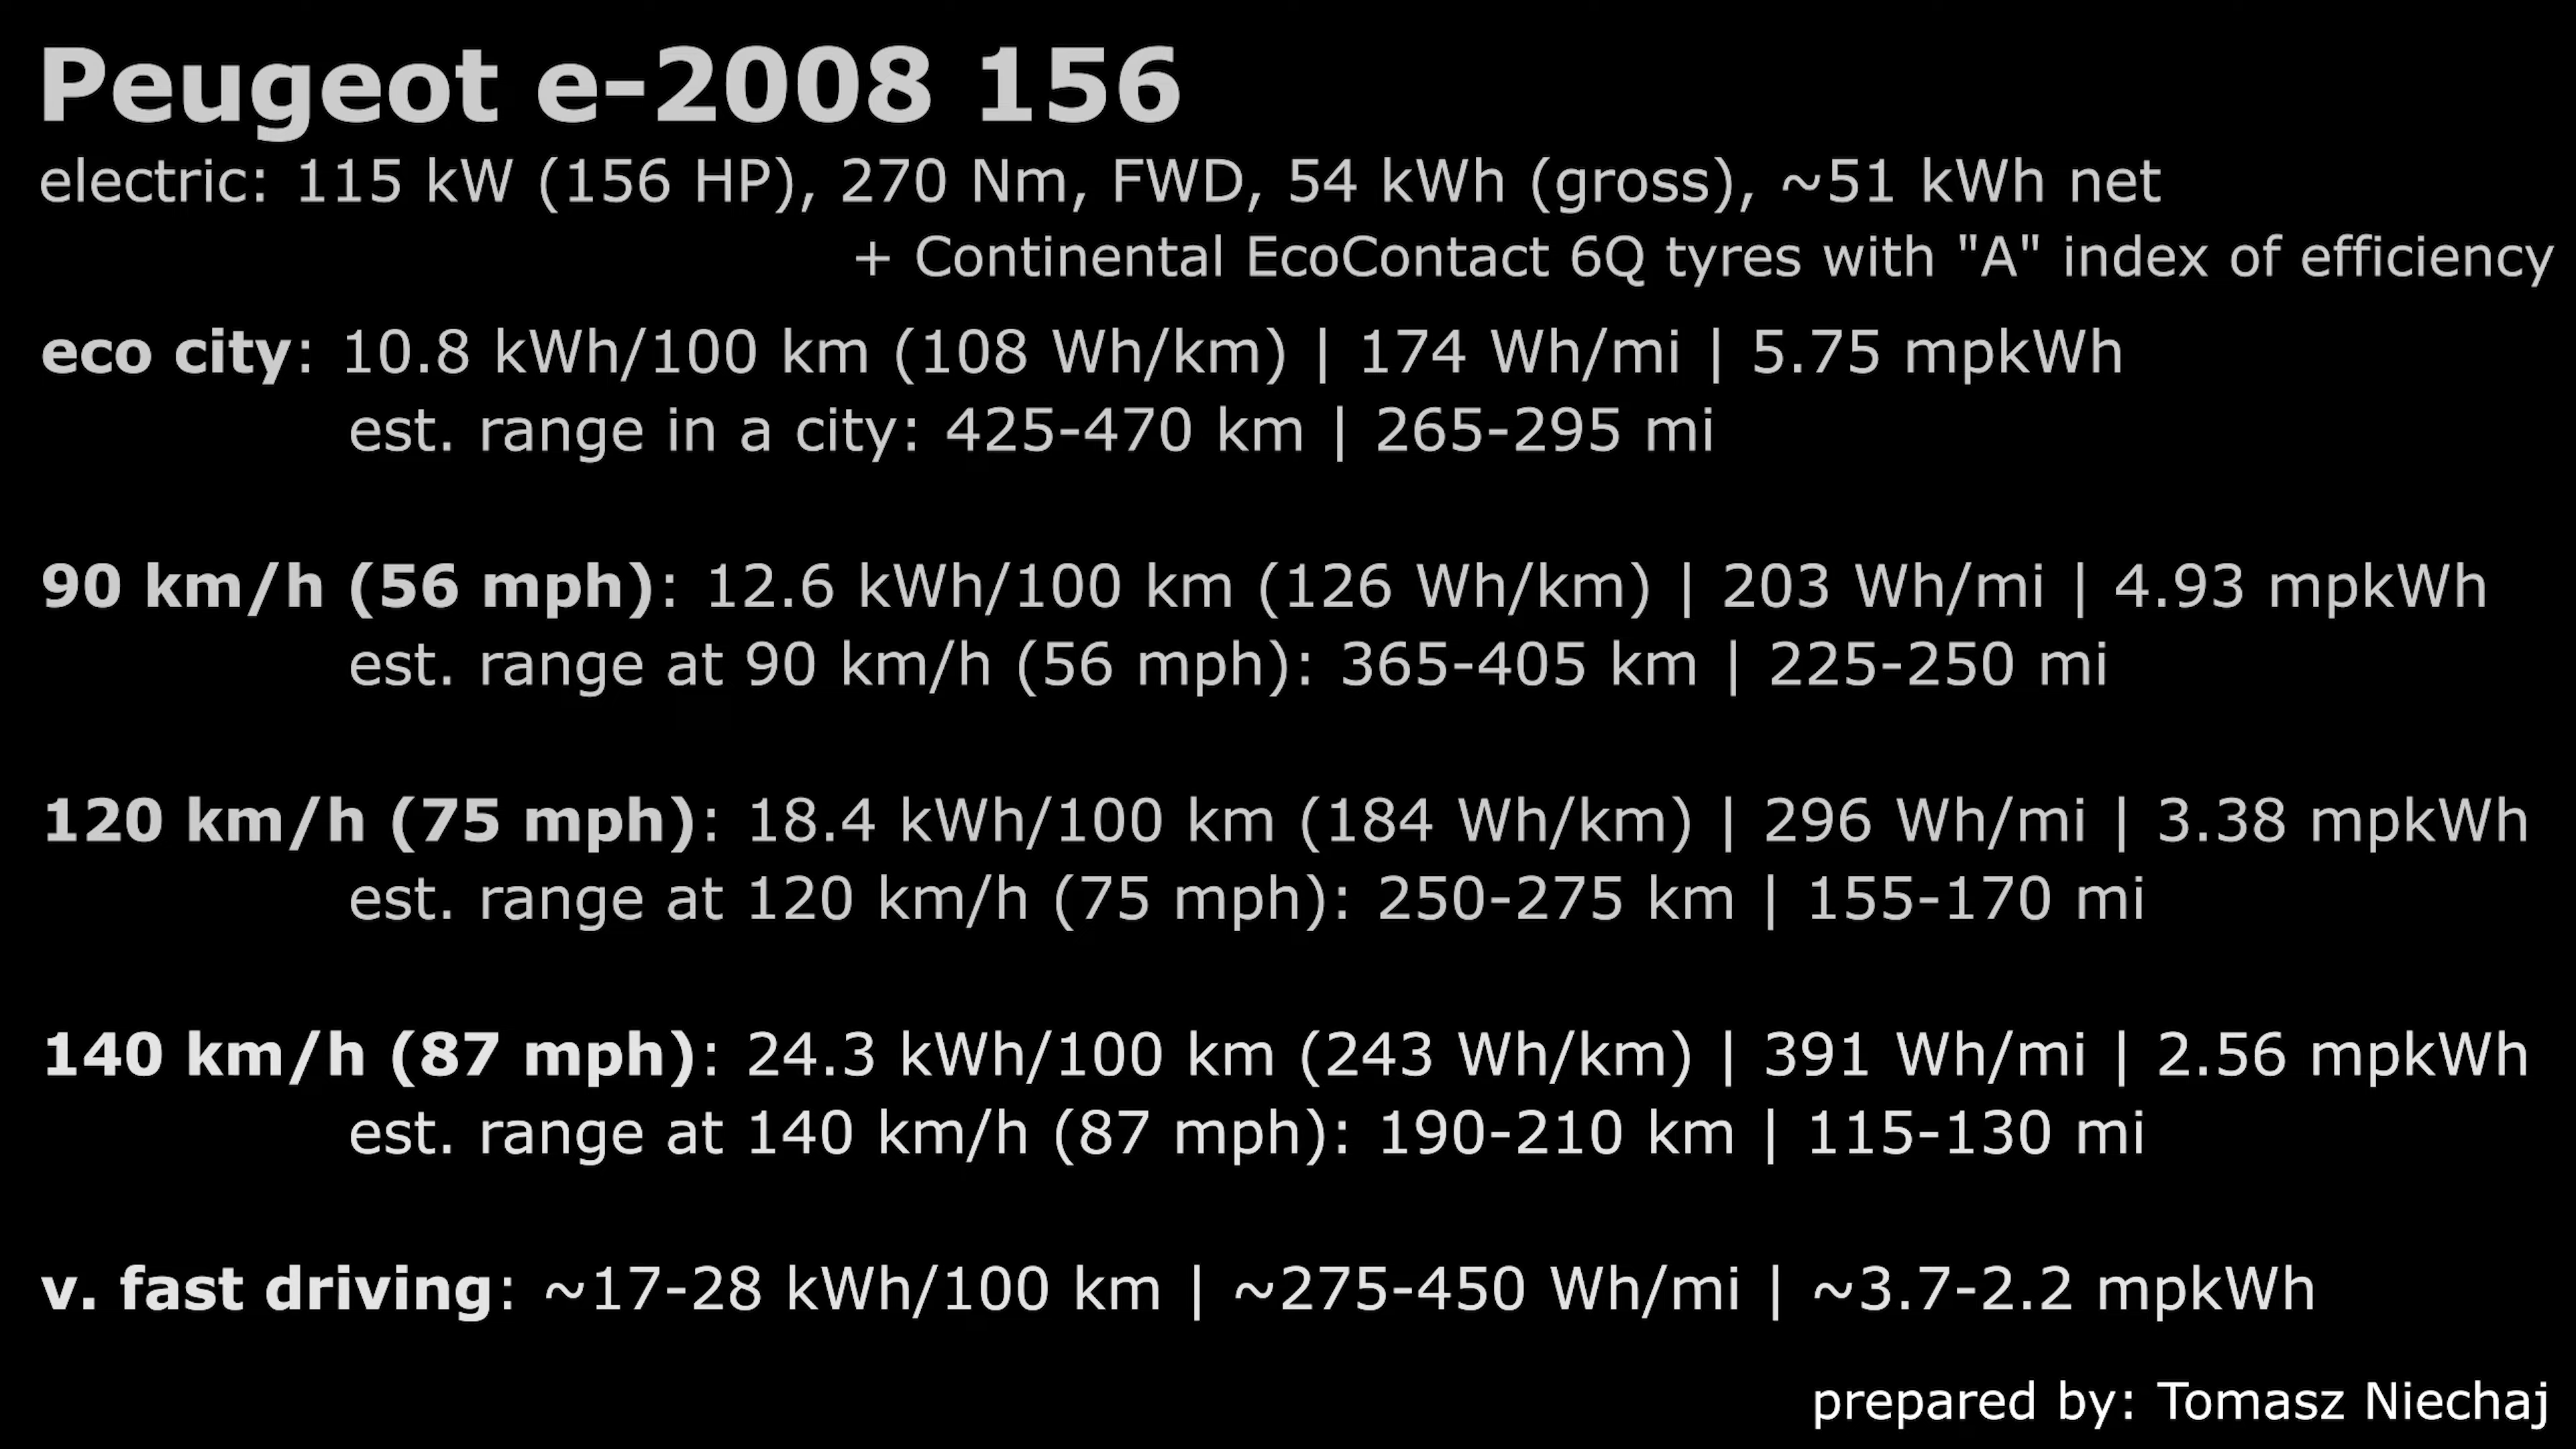 Peugeot e-2008 156
electric: 115 kW (156 HP), 270 Nm, FWD, 54 kWh (gross), ~51 kWh net
+ Continental EcoContact 6Q tyres with "A" index of efficiency
eco city: 10.8 kWh/100 km (108 Wh/km) | 174 Wh/mi | 5.75 mpkWh
est. range in a city: 425-470 km | 265-295 mi
90 km/h (56 mph): 12.6 kWh/100 km (126 Wh/km) | 203 Wh/mi | 4.93 mpkWh
est. range at 90 km/h (56 mph): 365-405 km | 225-250 mi
120 km/h (75 mph): 18.4 kWh/100 km (184 Wh/km) | 296 Wh/mi | 3.38 mpkWh
est. range at 120 km/h (75 mph): 250-275 km | 155-170 mi
140 km/h (87 mph): 24.3 kWh/100 km (243 Wh/km) | 391 Wh/mi | 2.56 mpkWh
est. range at 140 km/h (87 mph): 190-210 km | 115-130 mi
v. fast driving: ~17-28 kWh/100 km | ~275-450 Wh/mi | ~3.7-2.2 mpkWh
prepared by: Tomasz Niechaj